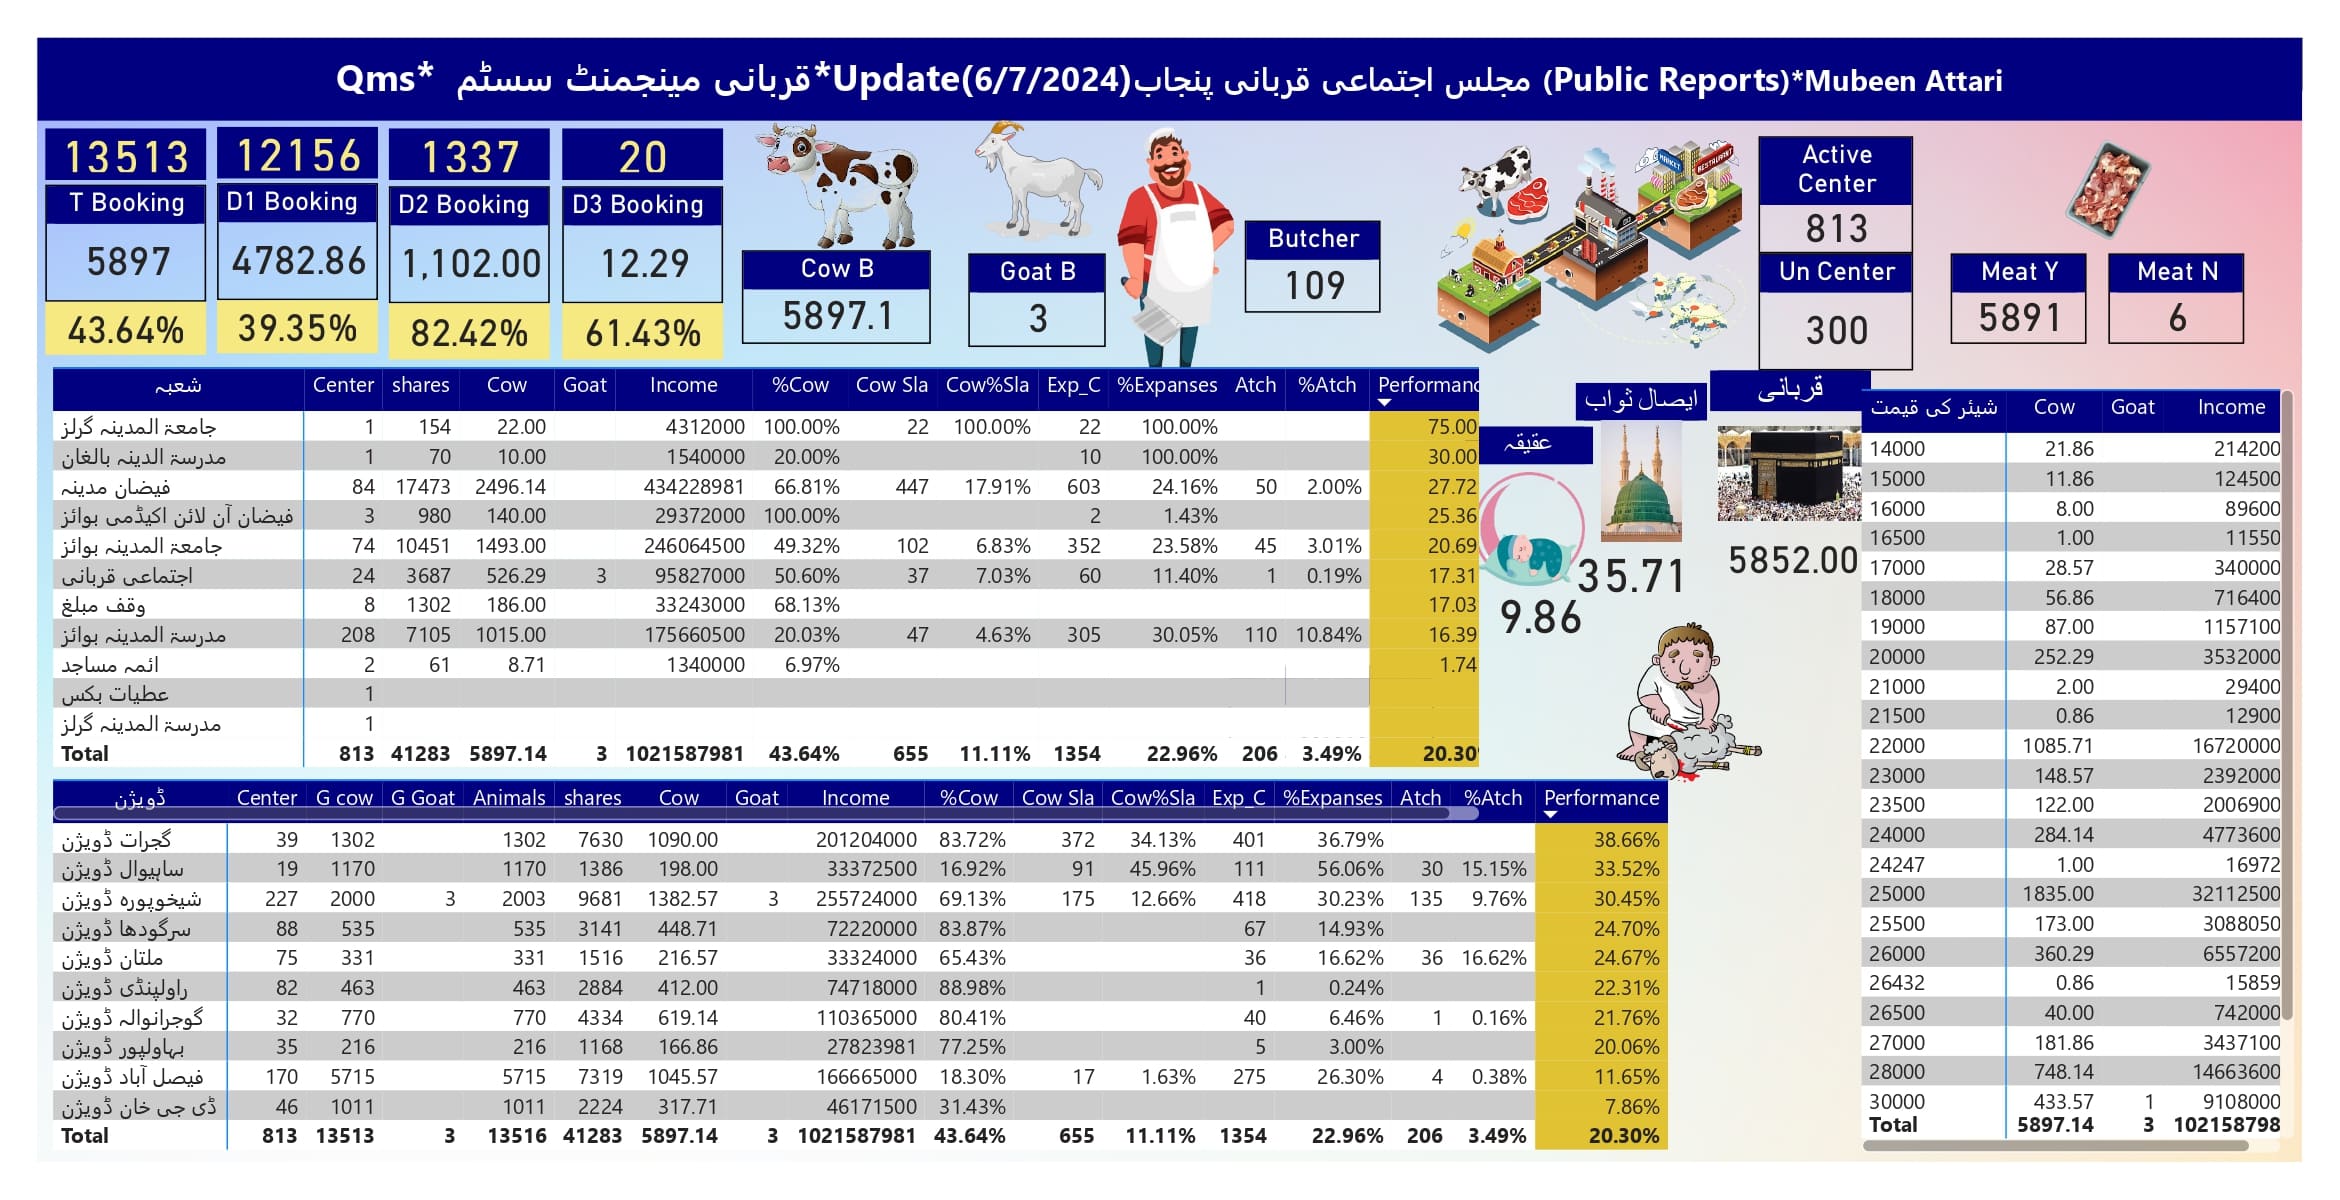 Qms* قربانی مینجمنٹ سسٹم*Update(6/7/2024)مجلس اجتماعی قربانی پنجاب (Public Reports)*Mubeen Attari
13513 12156 1337 20
T Booking D1 Booking D2 Booking D3 Booking
5897 4782.86 1,102.00 12.29
43.64% 39.35% 82.42% 61.43%
Cow B
5897.1
Goat B
3
Butcher
109
MARKET
RESTAURANT
Active Center
813
Un Center
300
Meat Y
5891
Meat N
6
شعبہ Center shares Cow Goat Income %Cow Cow Sla Cow%Sla Exp_C %Expanses Atch %Atch Performanc
جامعۃ المدینہ گرلز 1 154 22.00 4312000 100.00% 22 100.00% 22 100.00% 75.00
مدرسۃ الدینہ بالغان 1 70 10.00 1540000 20.00% 10 100.00% 30.00
فیضان مدینہ 84 17473 2496.14 434228981 66.81% 447 17.91% 603 24.16% 50 2.00% 27.72
فیضان آن لائن اکیڈمی بوائز 3 980 140.00 29372000 100.00% 2 1.43% 25.36
جامعۃ المدینہ بوائز 74 10451 1493.00 246064500 49.32% 102 6.83% 352 23.58% 45 3.01% 20.69
اجتماعی قربانی 24 3687 526.29 3 95827000 50.60% 37 7.03% 60 11.40% 1 0.19% 17.31
وقف مبلغ 8 1302 186.00 33243000 68.13% 17.03
مدرسۃ المدینہ بوائز 208 7105 1015.00 175660500 20.03% 47 4.63% 305 30.05% 110 10.84% 16.39
ائمہ مساجد 2 61 8.71 1340000 6.97% 1.74
عطیات بکس 1
مدرسۃ المدینہ گرلز 1
Total 813 41283 5897.14 3 1021587981 43.64% 655 11.11% 1354 22.96% 206 3.49% 20.30
عقیقہ
9.86
ایصال ثواب
35.71
قربانی
5852.00
ڈویژن Center G cow G Goat Animals shares Cow Goat Income %Cow Cow Sla Cow%Sla Exp_C %Expanses Atch %Atch Performance
گجرات ڈویژن 39 1302 1302 7630 1090.00 201204000 83.72% 372 34.13% 401 36.79% 38.66%
ساہیوال ڈویژن 19 1170 1170 1386 198.00 33372500 16.92% 91 45.96% 111 56.06% 30 15.15% 33.52%
شیخوپورہ ڈویژن 227 2000 3 2003 9681 1382.57 3 255724000 69.13% 175 12.66% 418 30.23% 135 9.76% 30.45%
سرگودھا ڈویژن 88 535 535 3141 448.71 72220000 83.87% 67 14.93% 24.70%
ملتان ڈویژن 75 331 331 1516 216.57 33324000 65.43% 36 16.62% 36 16.62% 24.67%
راولپنڈی ڈویژن 82 463 463 2884 412.00 74718000 88.98% 1 0.24% 22.31%
گوجرانوالہ ڈویژن 32 770 770 4334 619.14 110365000 80.41% 40 6.46% 1 0.16% 21.76%
بہاولپور ڈویژن 35 216 216 1168 166.86 27823981 77.25% 5 3.00% 20.06%
فیصل آباد ڈویژن 170 5715 5715 7319 1045.57 166665000 18.30% 17 1.63% 275 26.30% 4 0.38% 11.65%
ڈی جی خان ڈویژن 46 1011 1011 2224 317.71 46171500 31.43% 7.86%
Total 813 13513 3 13516 41283 5897.14 3 1021587981 43.64% 655 11.11% 1354 22.96% 206 3.49% 20.30%
شیئر کی قیمت Cow Goat Income
14000 21.86 214200
15000 11.86 124500
16000 8.00 89600
16500 1.00 11550
17000 28.57 340000
18000 56.86 716400
19000 87.00 1157100
20000 252.29 3532000
21000 2.00 29400
21500 0.86 12900
22000 1085.71 16720000
23000 148.57 2392000
23500 122.00 2006900
24000 284.14 4773600
24247 1.00 16972
25000 1835.00 32112500
25500 173.00 3088050
26000 360.29 6557200
26432 0.86 15859
26500 40.00 742000
27000 181.86 3437100
28000 748.14 14663600
30000 433.57 1 9108000
Total 5897.14 3 102158798